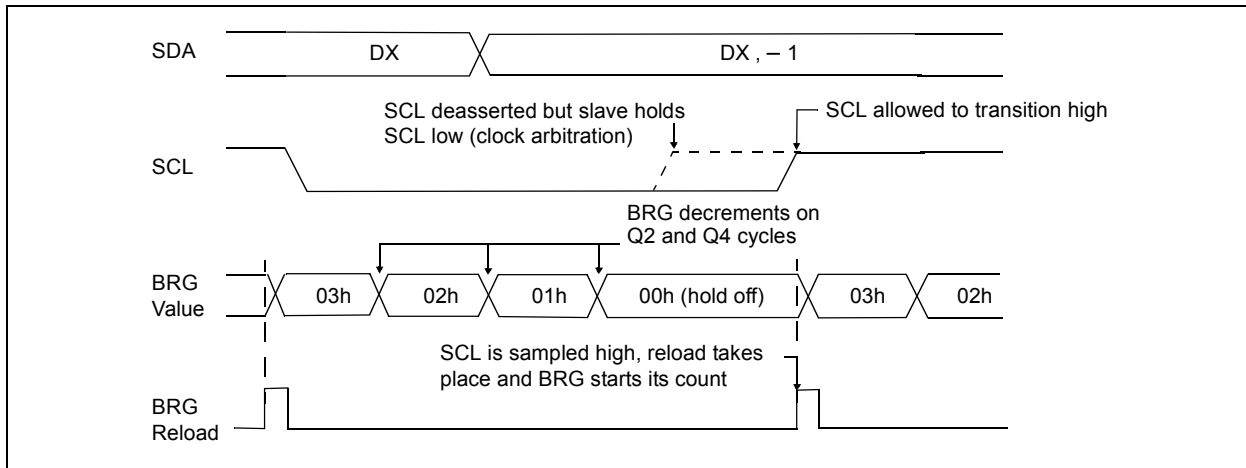 SDA
DX
DX , – 1
SCL deasserted but slave holds
SCL low (clock arbitration)
SCL allowed to transition high
SCL
BRG decrements on
Q2 and Q4 cycles
BRG
Value
03h
02h
01h
00h (hold off)
03h
02h
SCL is sampled high, reload takes
place and BRG starts its count
BRG
Reload